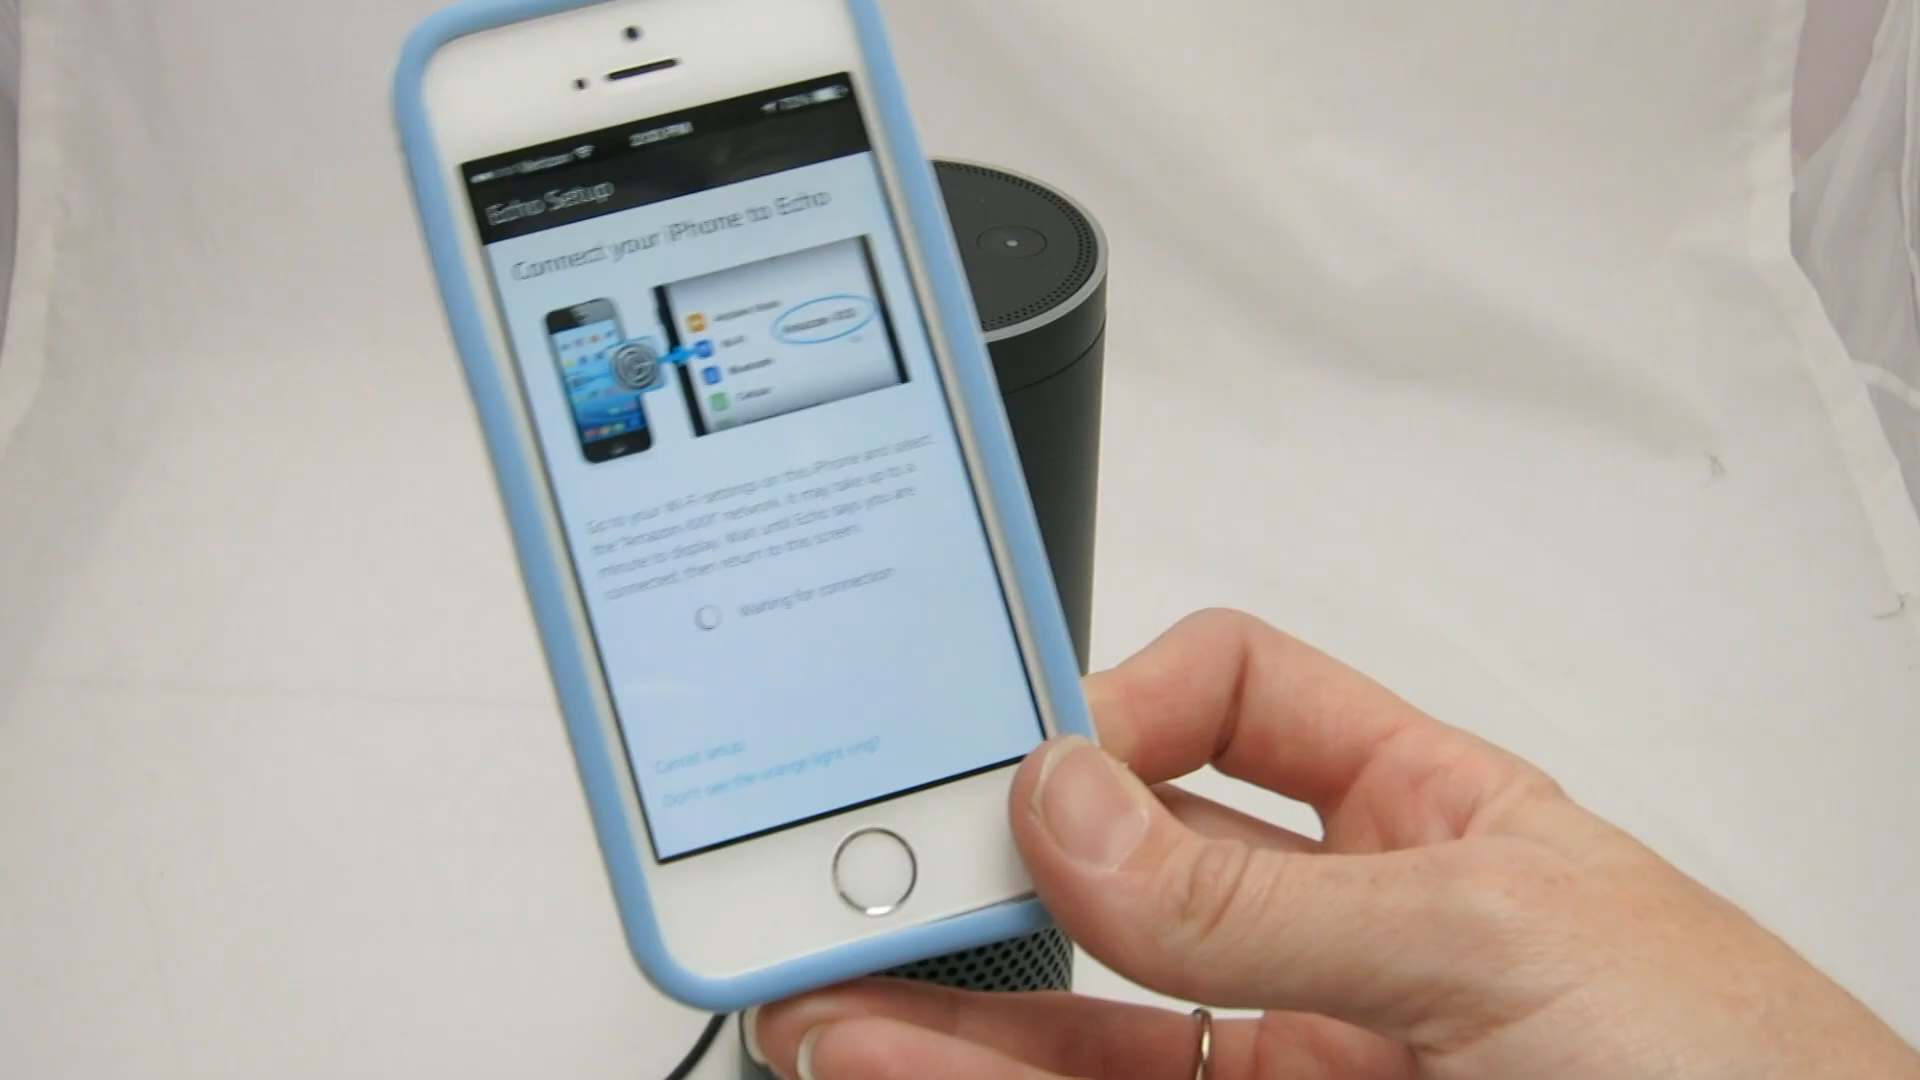 Echo Setup
Connect your iPhone to Echo
Bluetooth
Go to your Wi-Fi settings on this iPhone and select
the "Amazon-XXX" network. It may take up to a
minute to display. Wait until Echo says you are
connected, then return to this screen.
Waiting for connection
Cancel setup
Don't see the orange light ring?